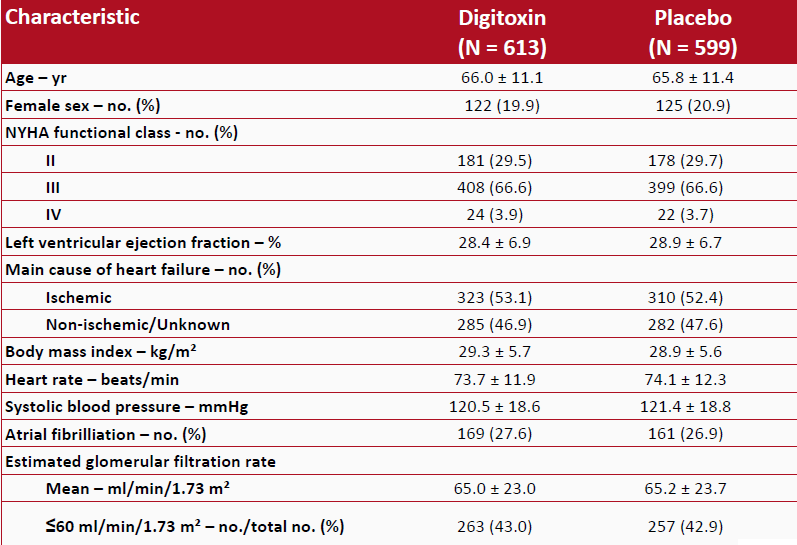 Characteristic Digitoxin (N = 613) Placebo (N = 599)
Age – yr 66.0 ± 11.1 65.8 ± 11.4
Female sex – no. (%) 122 (19.9) 125 (20.9)
NYHA functional class - no. (%)
II 181 (29.5) 178 (29.7)
III 408 (66.6) 399 (66.6)
IV 24 (3.9) 22 (3.7)
Left ventricular ejection fraction – % 28.4 ± 6.9 28.9 ± 6.7
Main cause of heart failure – no. (%)
Ischemic 323 (53.1) 310 (52.4)
Non-ischemic/Unknown 285 (46.9) 282 (47.6)
Body mass index – kg/m² 29.3 ± 5.7 28.9 ± 5.6
Heart rate – beats/min 73.7 ± 11.9 74.1 ± 12.3
Systolic blood pressure – mmHg 120.5 ± 18.6 121.4 ± 18.8
Atrial fibrilliation – no. (%) 169 (27.6) 161 (26.9)
Estimated glomerular filtration rate
Mean – ml/min/1.73 m² 65.0 ± 23.0 65.2 ± 23.7
≤60 ml/min/1.73 m² – no./total no. (%) 263 (43.0) 257 (42.9)